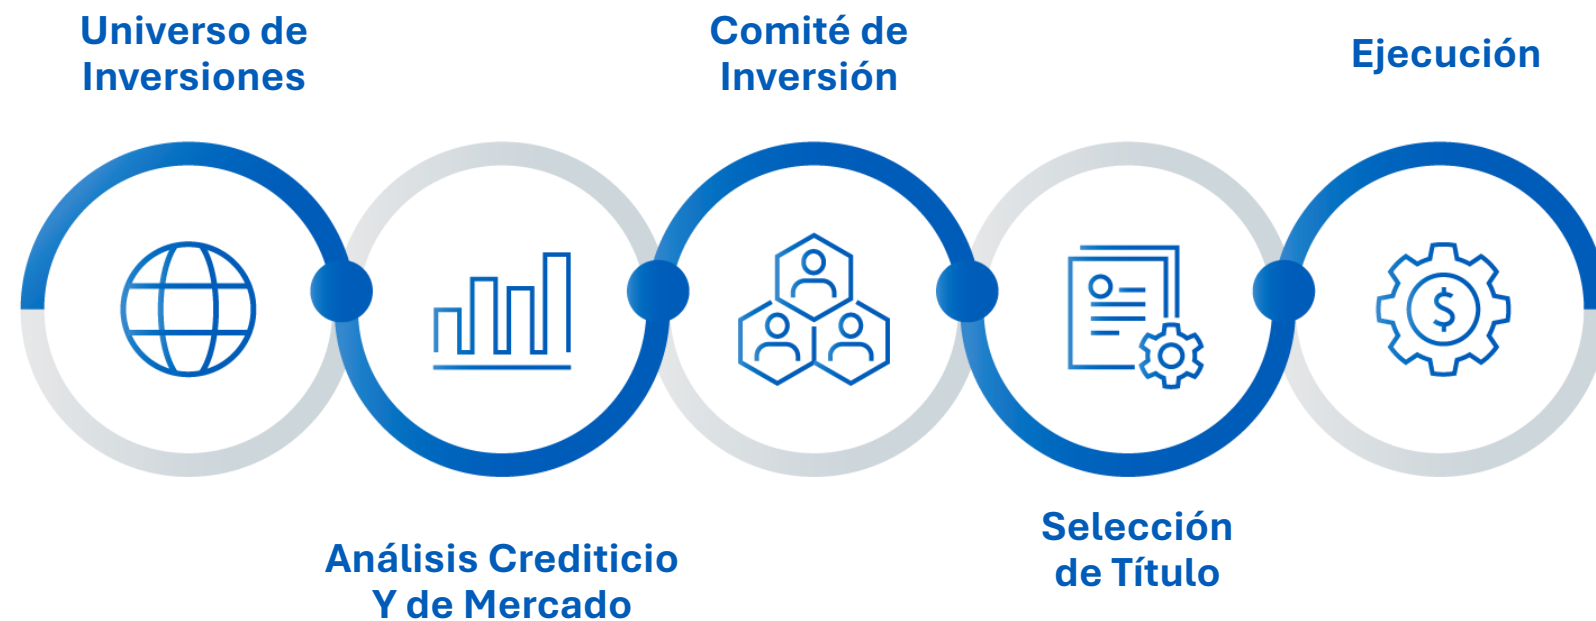 Universo de
Inversiones
Análisis Crediticio
Y de Mercado
Comité de
Inversión
Selección
de Título
Ejecución
$